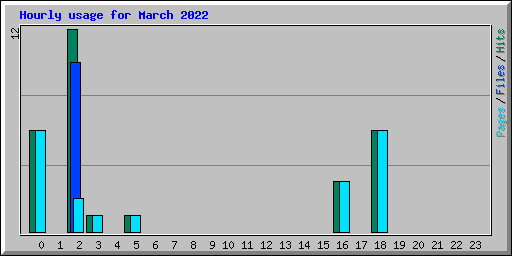 Hourly usage for March 2022
12
Pages/Files/Hits
0 1 2 3 4 5 6 7 8 9 10 11 12 13 14 15 16 17 18 19 20 21 22 23